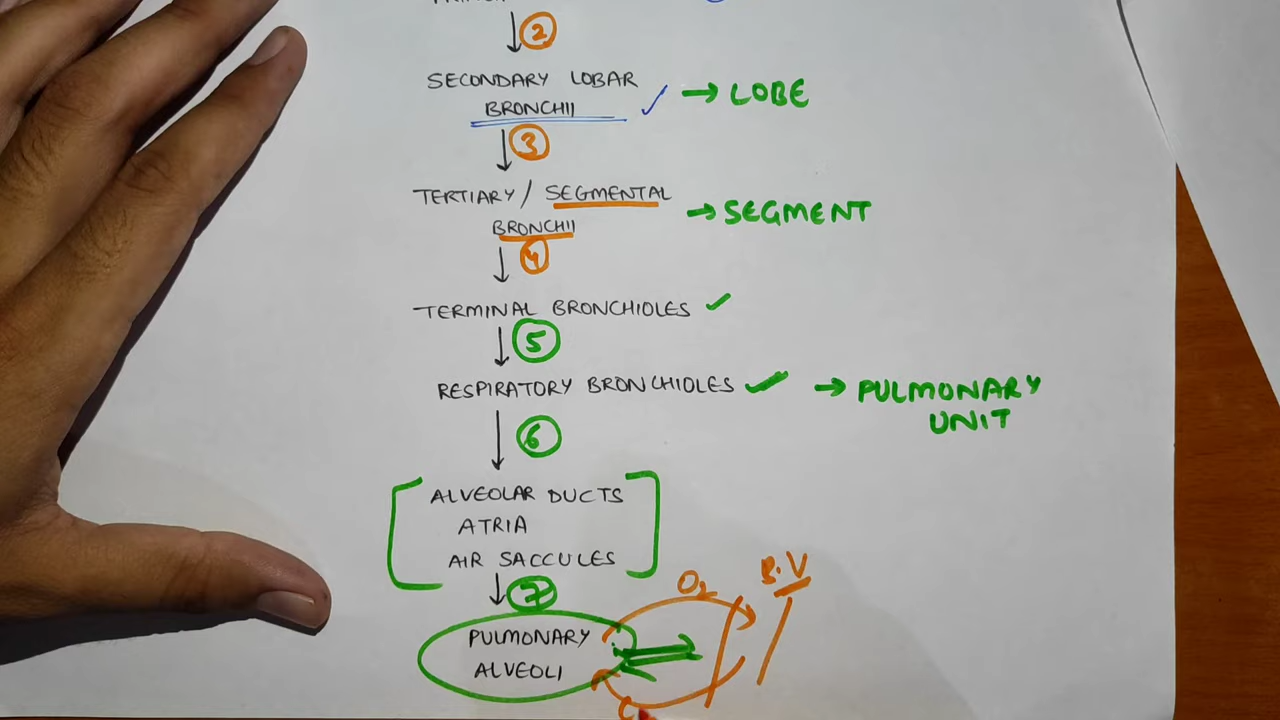 2
SECONDARY LOBAR
BRONCHII → LOBE
3
TERTIARY / SEGMENTAL
BRONCHII → SEGMENT
4
TERMINAL BRONCHIOLES
5
RESPIRATORY BRONCHIOLES → PULMONARY
UNIT
6
ALVEOLAR DUCTS
ATRIA
AIR SACCULES
7
O2
B.V
PULMONARY
ALVEOLI